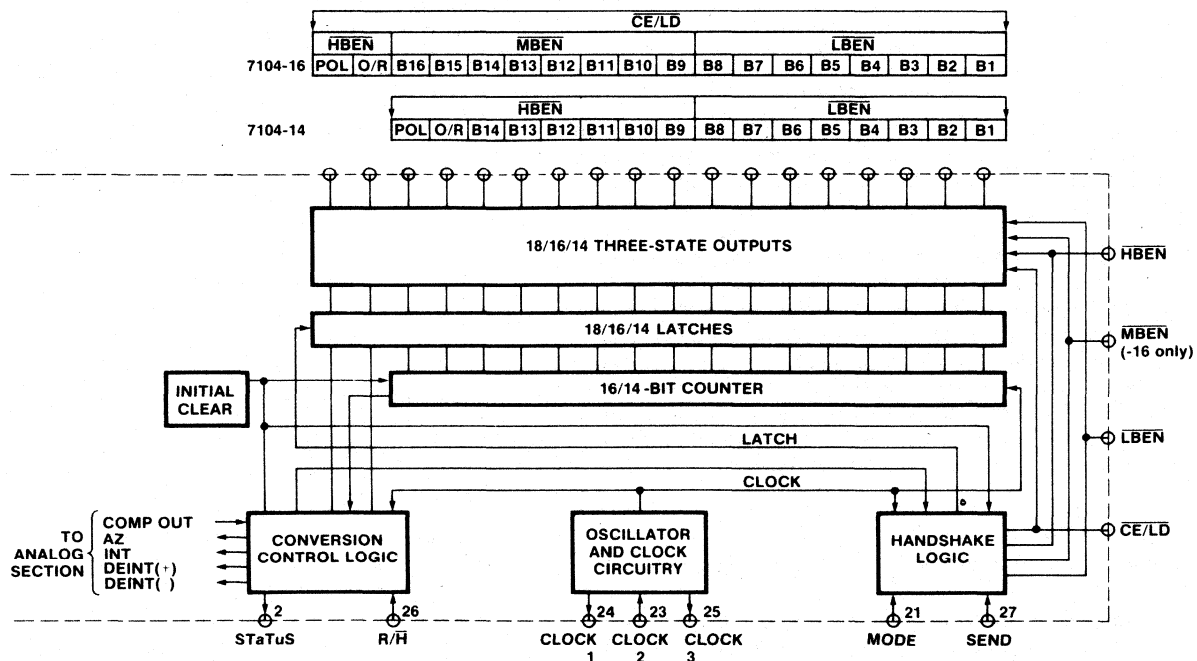 CE/LD
HBEN MBEN LBEN
7104-16 POL O/R B16 B15 B14 B13 B12 B11 B10 B9 B8 B7 B6 B5 B4 B3 B2 B1
HBEN LBEN
7104-14 POL O/R B14 B13 B12 B11 B10 B9 B8 B7 B6 B5 B4 B3 B2 B1
18/16/14 THREE-STATE OUTPUTS
HBEN
18/16/14 LATCHES
MBEN
(-16 only)
INITIAL
CLEAR
16/14 -BIT COUNTER
LATCH
LBEN
CLOCK
TO
ANALOG
SECTION
COMP OUT
AZ
INT
DEINT(+)
DEINT( )
CONVERSION
CONTROL LOGIC
OSCILLATOR
AND CLOCK
CIRCUITRY
HANDSHAKE
LOGIC
CE/LD
2 26 24 23 25 21 27
STaTuS R/H CLOCK 1 CLOCK 2 CLOCK 3 MODE SEND